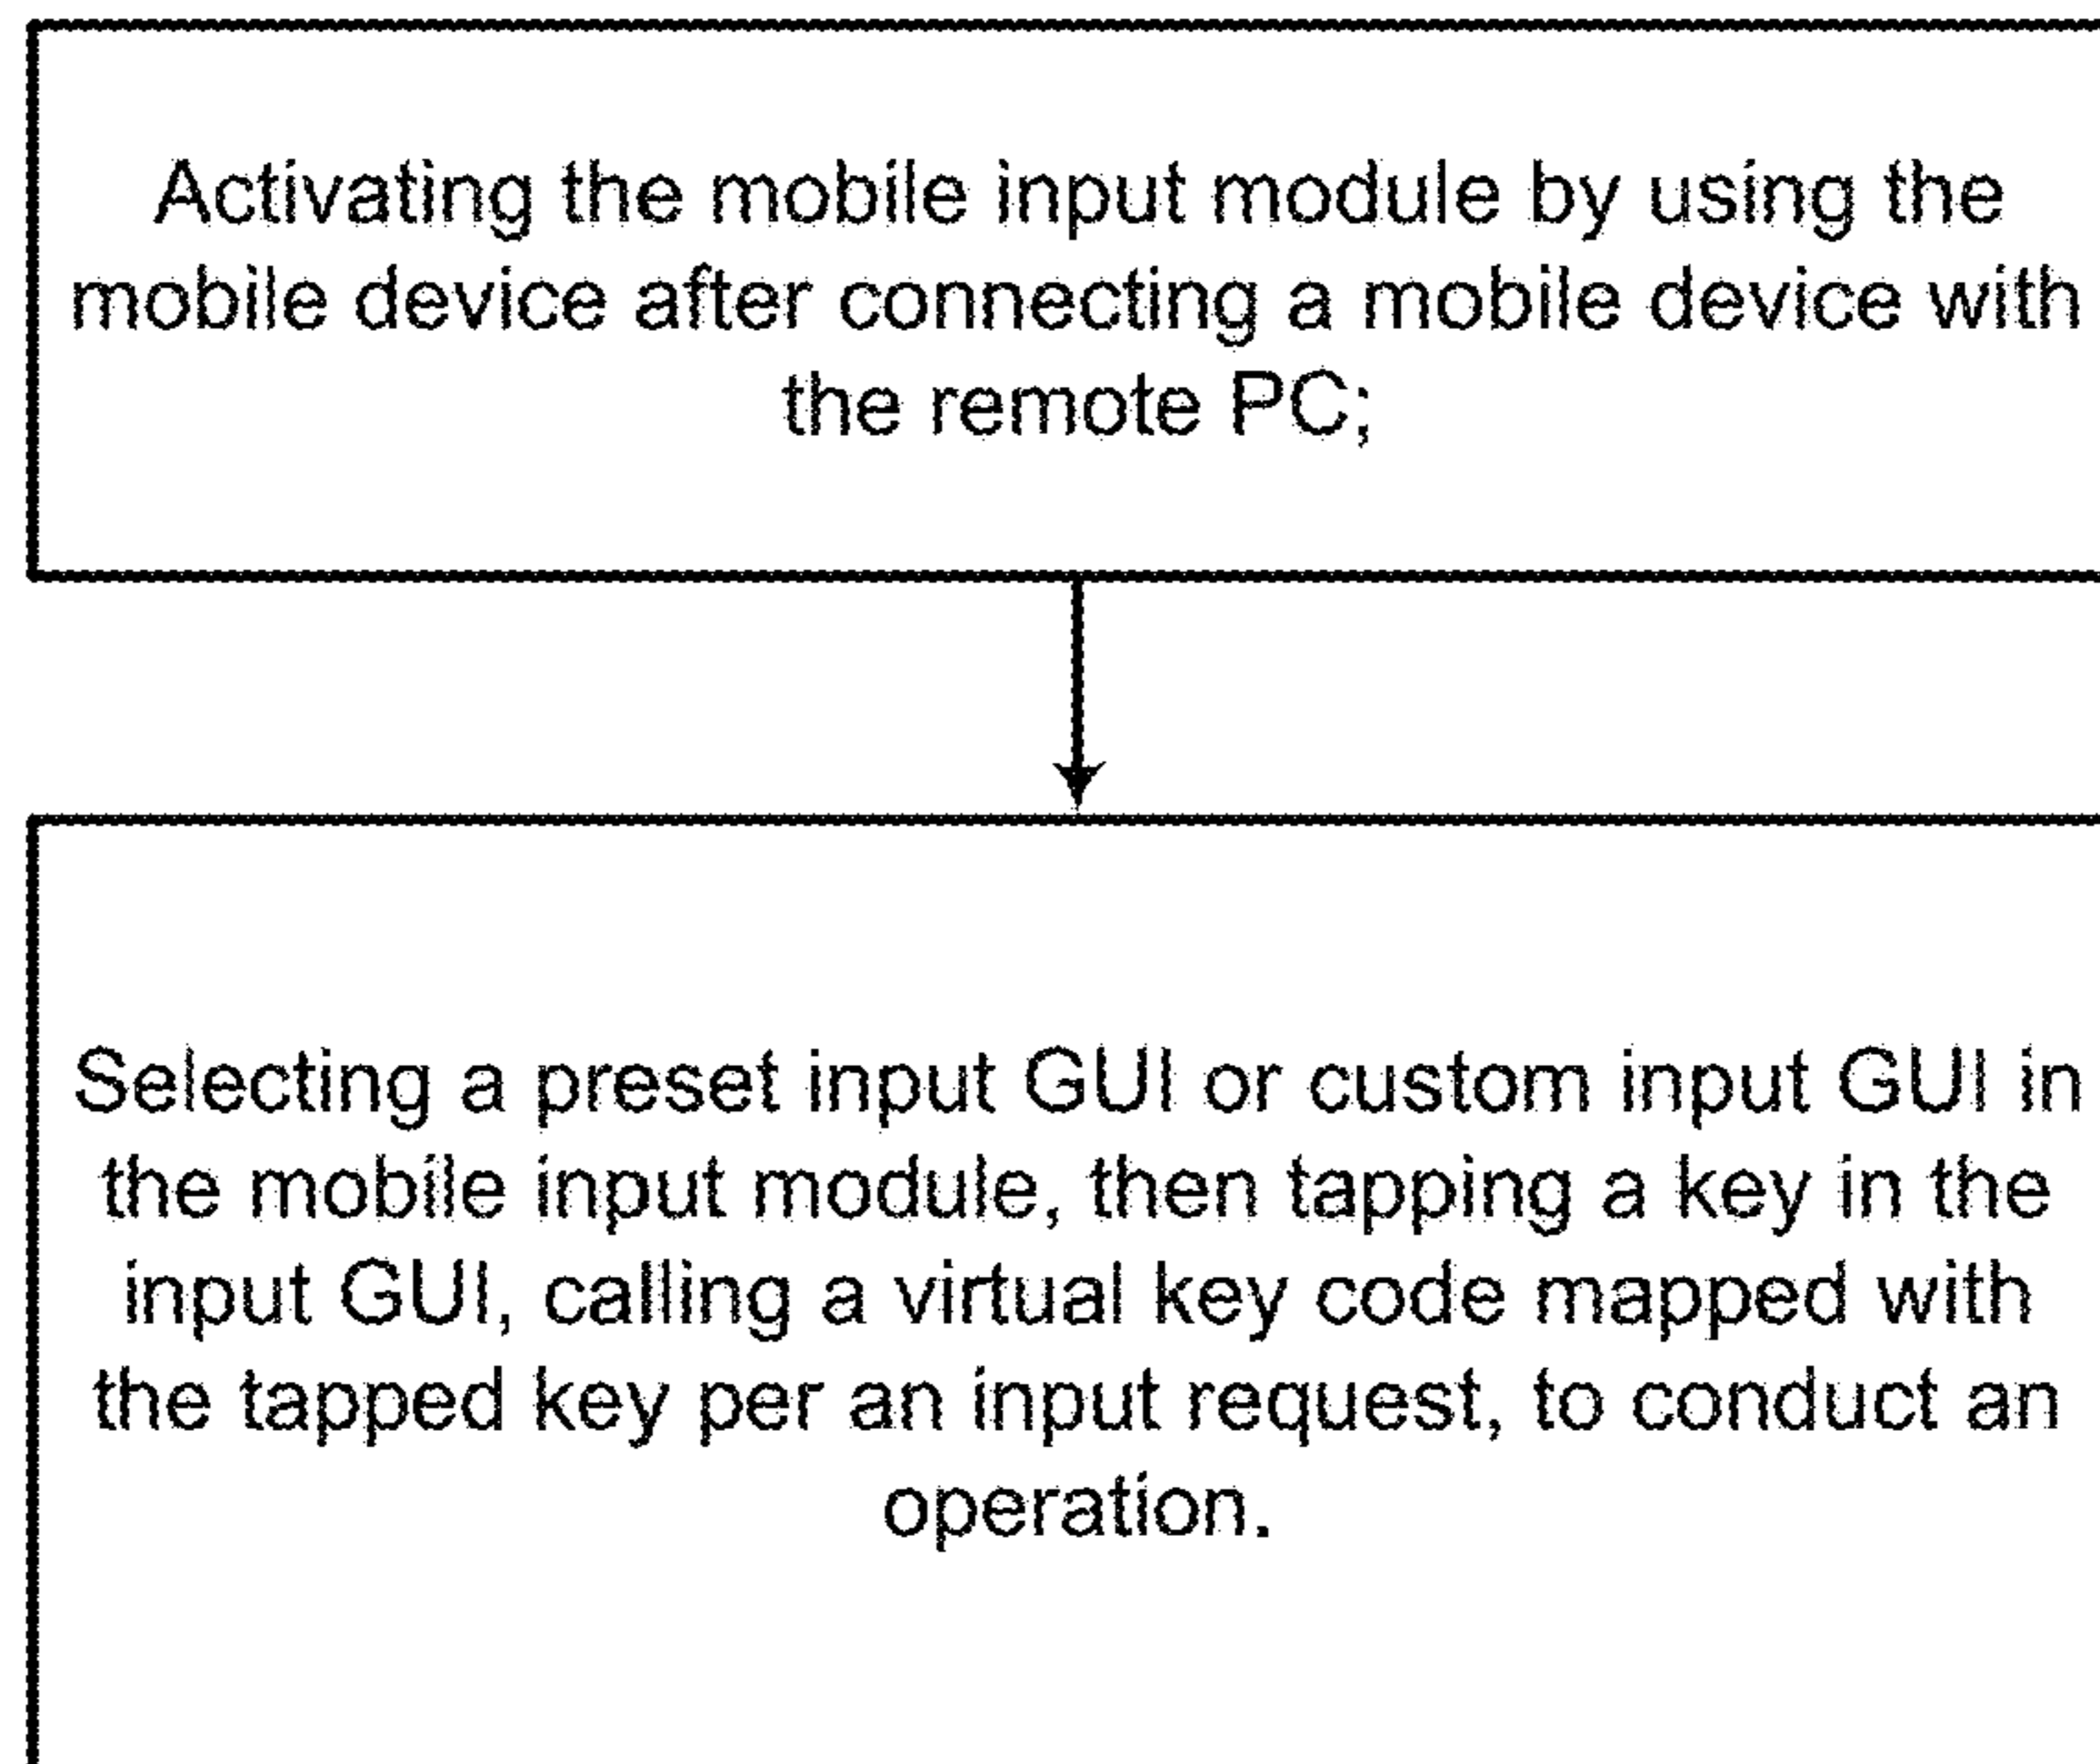 Activating the mobile input module by using the
mobile device after connecting a mobile device with
the remote PC;
Selecting a preset input GUI or custom input GUI in
the mobile input module, then tapping a key in the
input GUI, calling a virtual key code mapped with
the tapped key per an input request, to conduct an
operation.